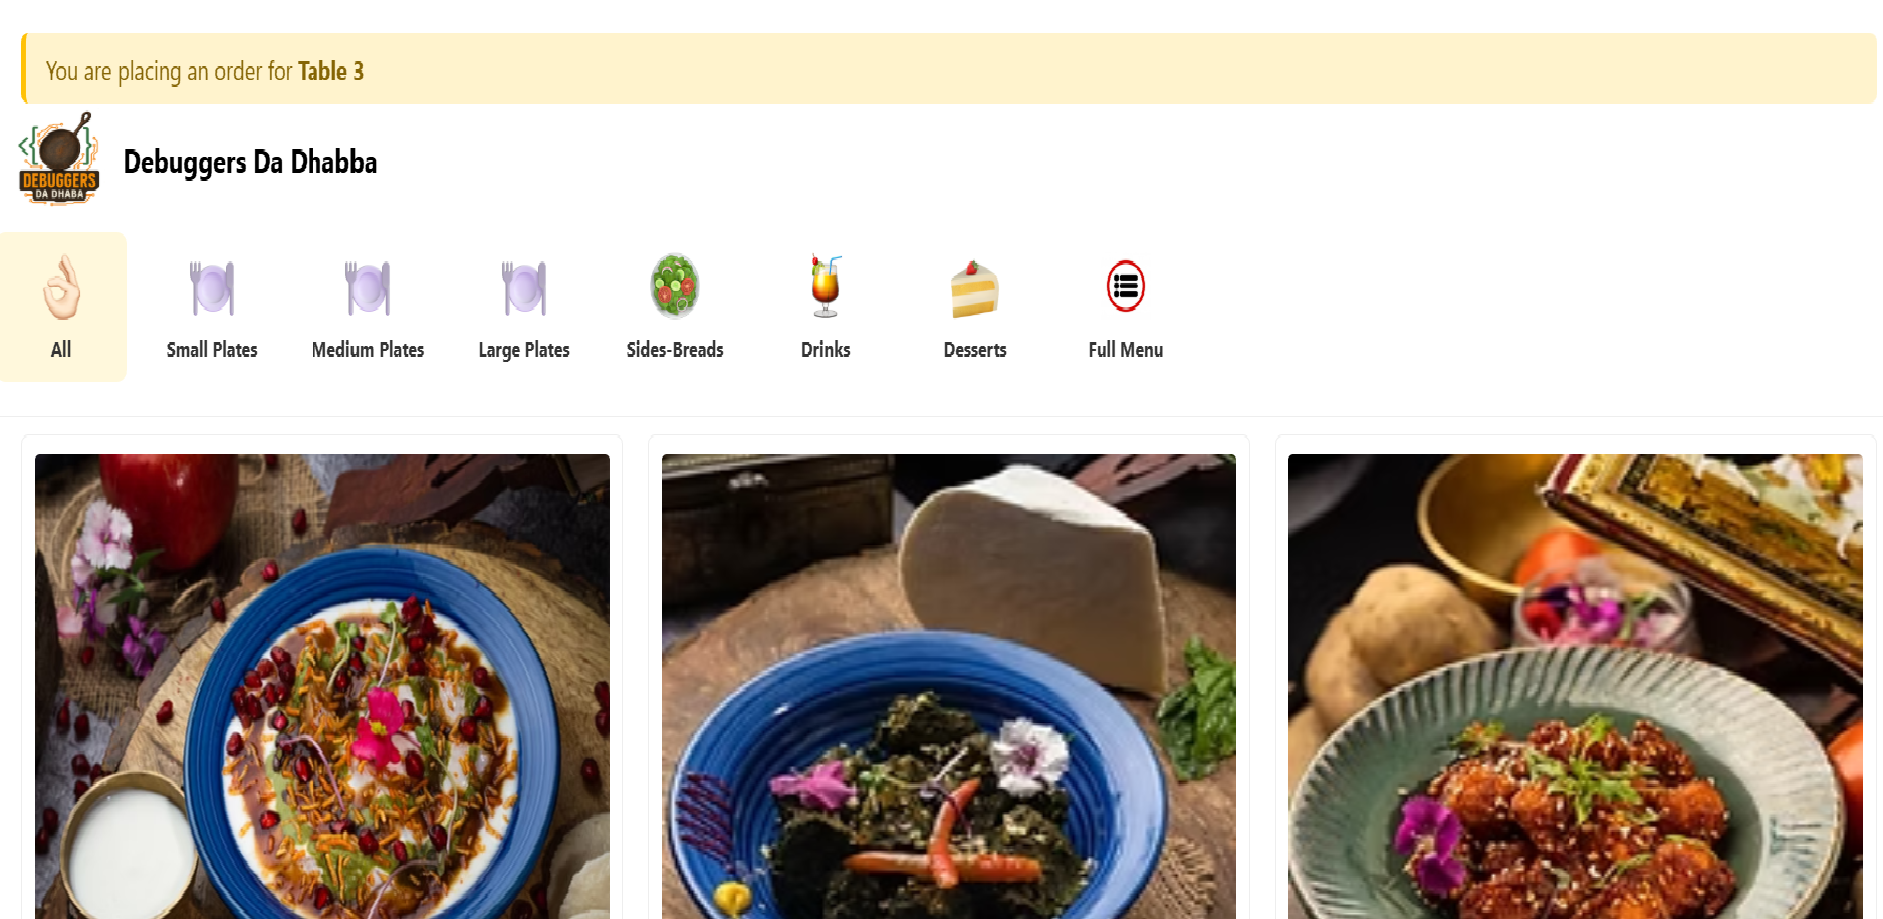 You are placing an order for Table 3
DEBUGGERS
DA DHABA
Debuggers Da Dhabba
All
Small Plates
Medium Plates
Large Plates
Sides-Breads
Drinks
Desserts
Full Menu